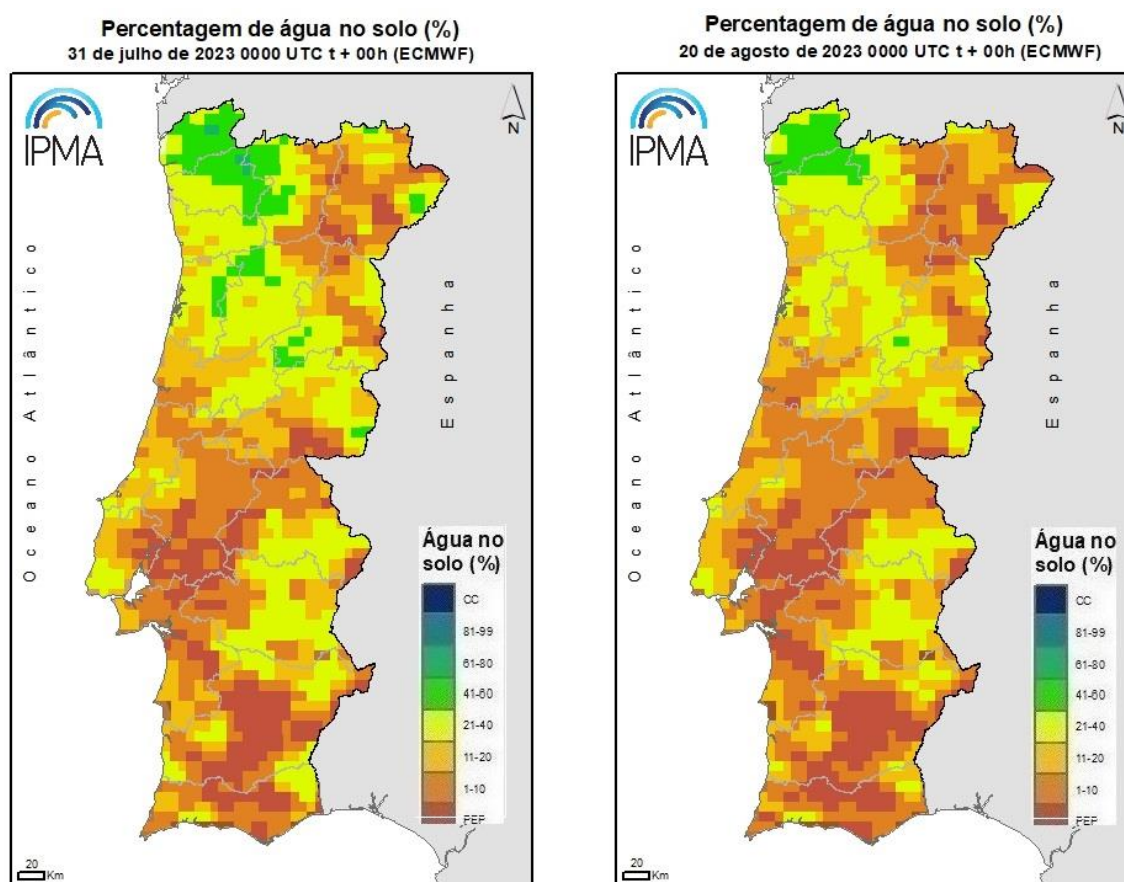 Percentagem de água no solo (%)
31 de julho de 2023 0000 UTC t + 00h (ECMWF)
IPMA
N
Oceano Atlântico
Espanha
Água no
solo (%)
CC
81-99
61-80
41-60
21-40
11-20
1-10
PEP
20
Km
Percentagem de água no solo (%)
20 de agosto de 2023 0000 UTC t + 00h (ECMWF)
IPMA
N
Oceano Atlântico
Espanha
Água no
solo (%)
CC
81-99
61-80
41-60
21-40
11-20
1-10
PEP
20
Km